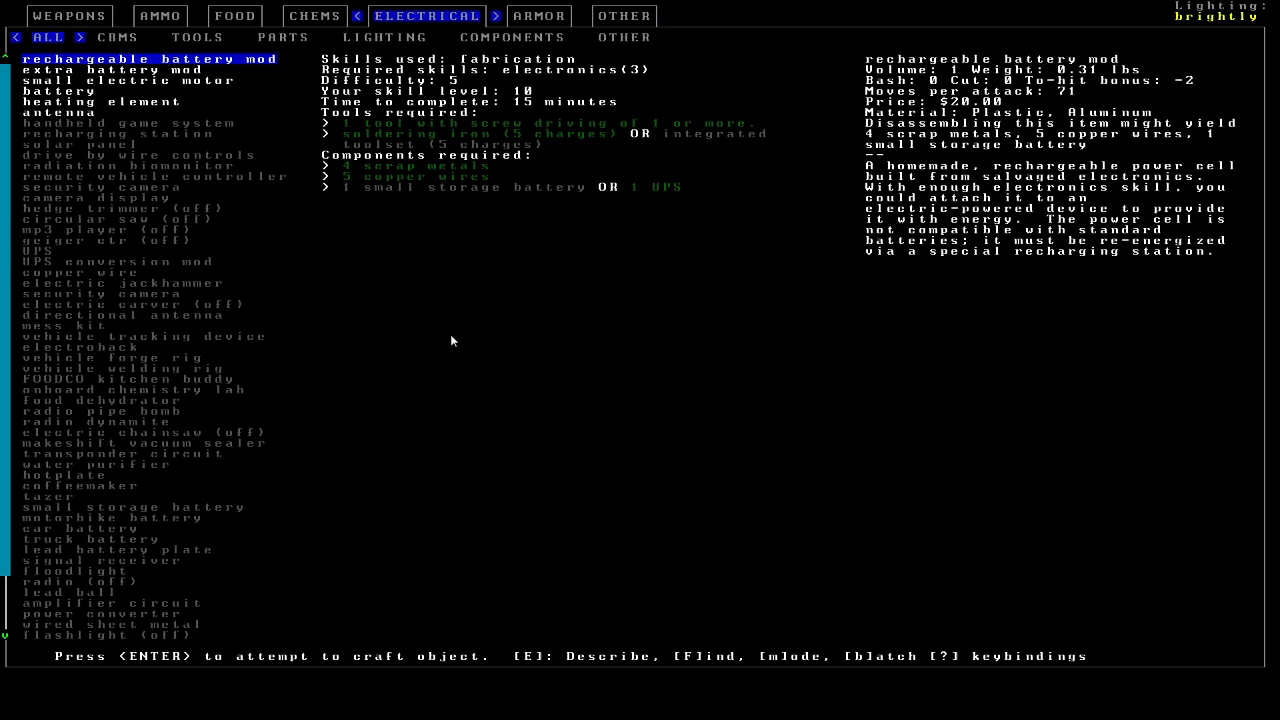 WEAPONS AMMO FOOD CHEMS < ELECTRICAL > ARMOR OTHER
Lighting:
brightly
< ALL > CRMS TOOLS PARTS LIGHTING COMPONENTS OTHER
rechargeable battery mod
extra battery mod
small electric motor
battery
heating element
antenna
handheld game system
recharging station
solar panel
drive by wire controls
radiation biomonitor
remote vehicle controller
security camera
camera display
hedge trimmer (off)
circular saw (off)
mp3 player (off)
geiger ctr (off)
UPS
UPS conversion mod
copper wire
electric jackhammer
security camera
electric carver (off)
directional antenna
mess kit
vehicle tracking device
electrohack
vehicle forge rig
vehicle welding rig
FOODCO kitchen buddy
onboard chemistry lab
food dehydrator
radio pipe bomb
radio dynamite
electric chainsaw (off)
makeshift vacuum sealer
transponder circuit
water purifier
hotplate
coffeemaker
tazer
small storage battery
motorbike battery
car battery
truck battery
lead battery plate
signal receiver
floodlight
radio (off)
lead ball
amplifier circuit
power converter
wired sheet metal
flashlight (off)
Skills used: fabrication
Required skills: electronics(3)
Difficulty: 5
Your skill level: 10
Time to complete: 15 minutes
Tools required:
> 1 tool with screw driving of 1 or more.
> soldering iron (5 charges) OR integrated
toolset (5 charges)
Components required:
> 4 scrap metals
> 5 copper wires
> 1 small storage battery OR 1 UPS
rechargeable battery mod
Volume: 1 Weight: 0.31 lbs
Bash: 0 Cut: 0 To-hit bonus: -2
Moves per attack: 71
Price: $20.00
Material: Plastic, Aluminum
Disassembling this item might yield
4 scrap metals, 5 copper wires, 1
small storage battery
--
A homemade, rechargeable power cell
built from salvaged electronics.
With enough electronics skill, you
could attach it to an
electric-powered device to provide
it with energy. The power cell is
not compatible with standard
batteries; it must be re-energized
via a special recharging station.
Press <ENTER> to attempt to craft object. [E]: Describe, [F]ind, [m]ode, [b]atch [?] keybindings